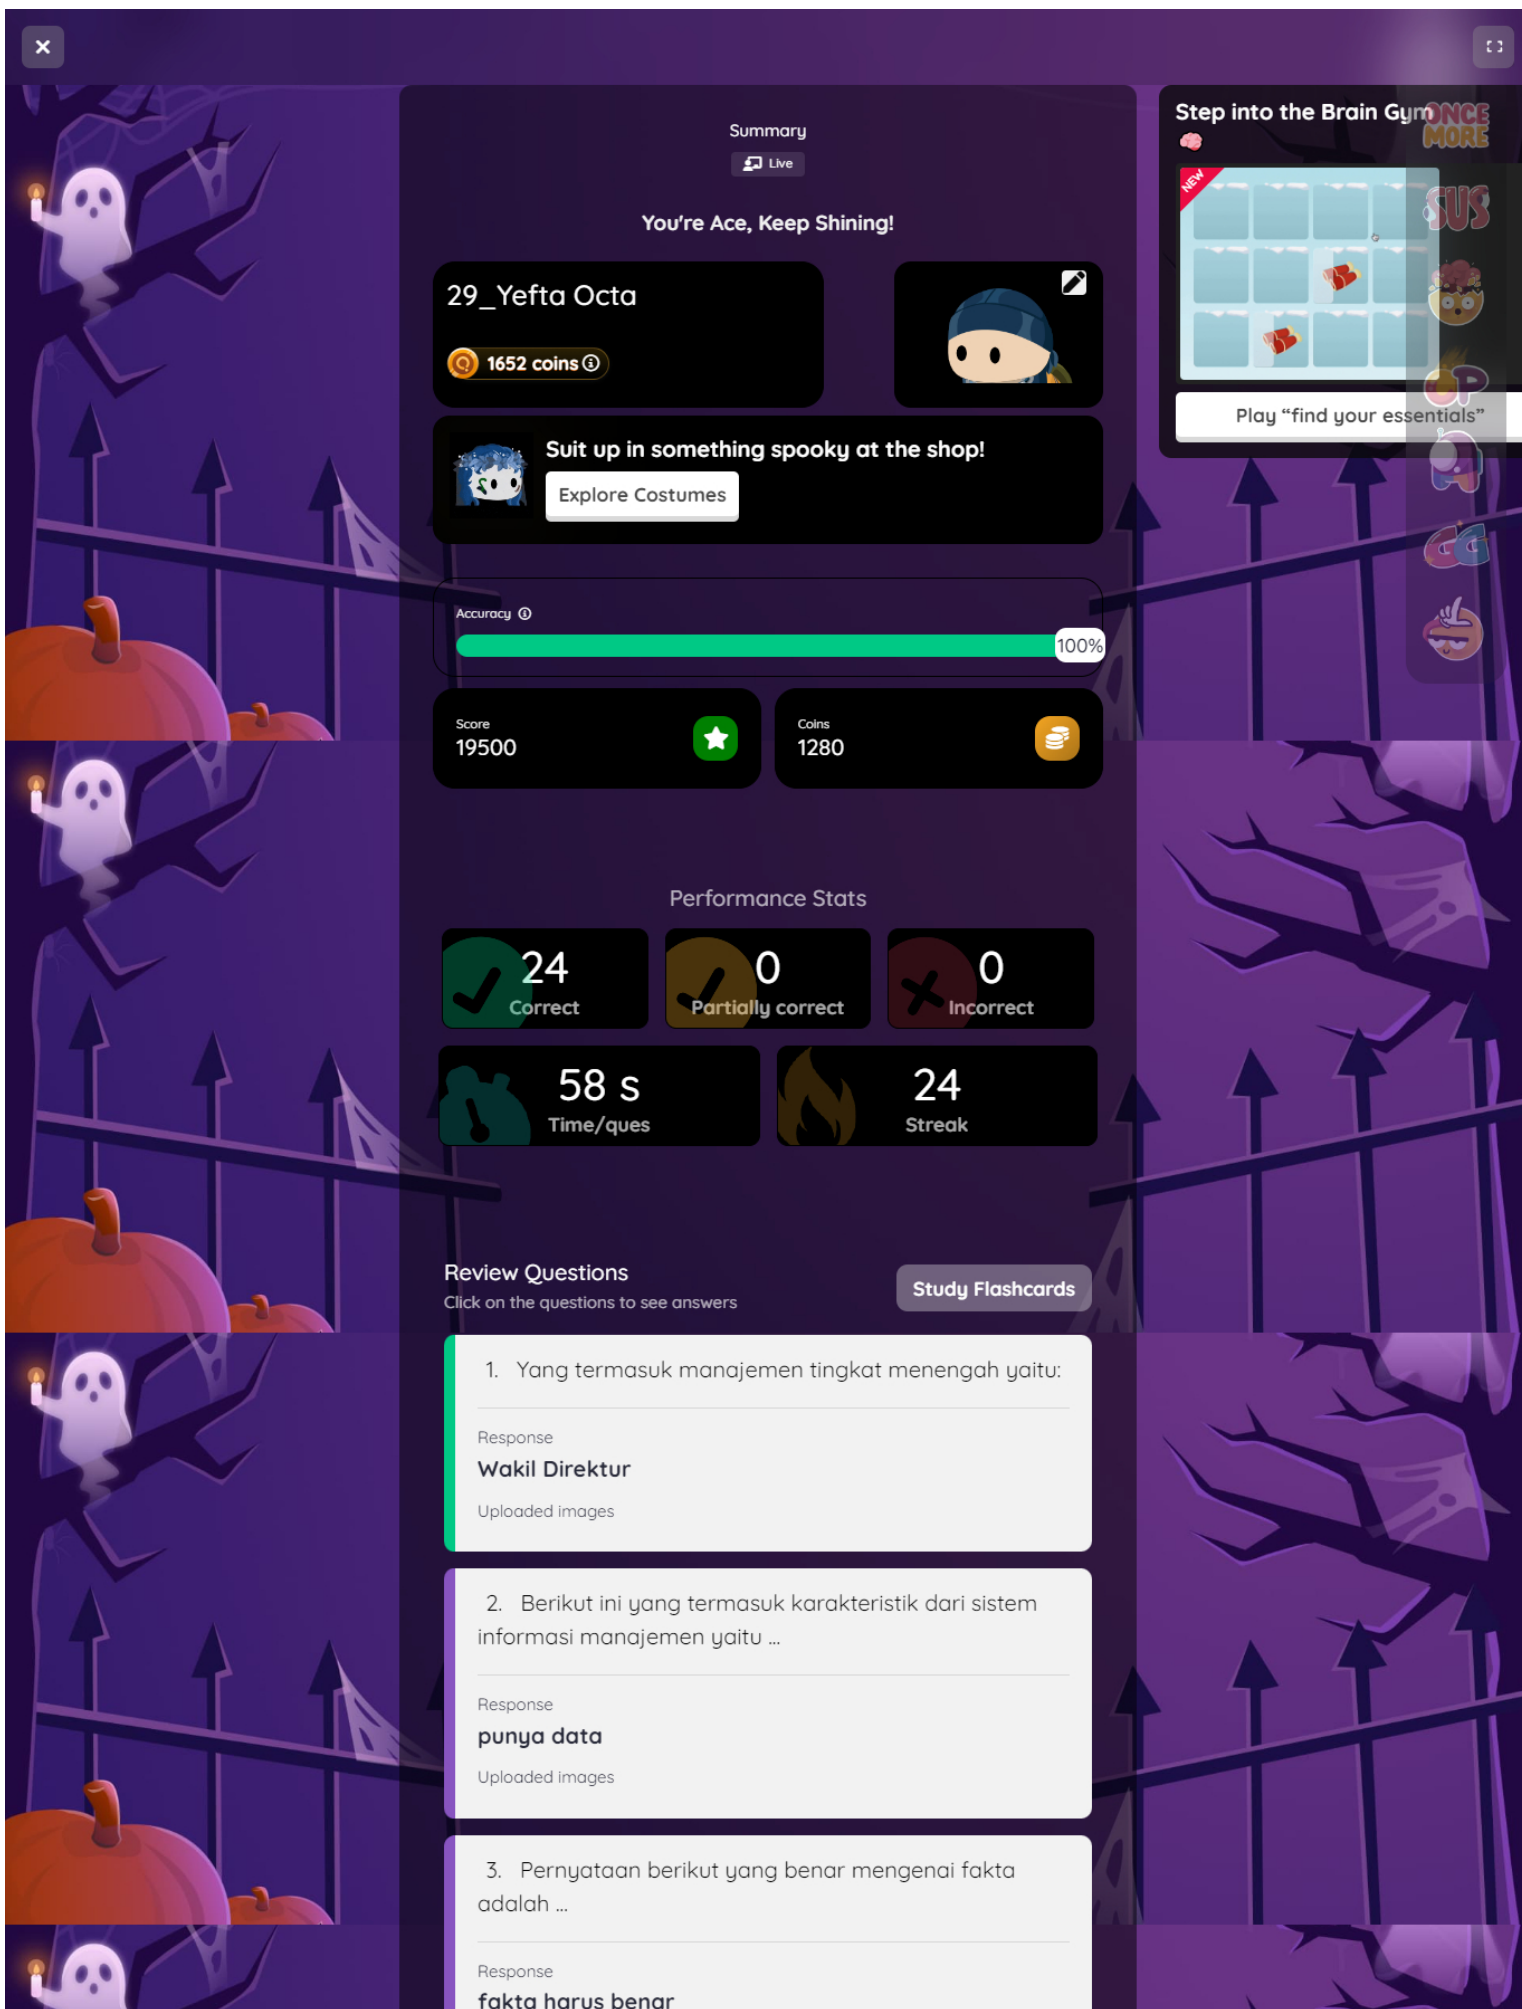 Summary
Live
You're Ace, Keep Shining!
29_Yefta Octa
1652 coins
Suit up in something spooky at the shop!
Explore Costumes
Accuracy
100%
Score
19500
Coins
1280
Performance Stats
24
Correct
0
Partially correct
0
Incorrect
58 s
Time/ques
24
Streak
Review Questions
Click on the questions to see answers
Study Flashcards
1. Yang termasuk manajemen tingkat menengah yaitu:
Response
Wakil Direktur
Uploaded images
2. Berikut ini yang termasuk karakteristik dari sistem
informasi manajemen yaitu ...
Response
punya data
Uploaded images
3. Pernyataan berikut yang benar mengenai fakta
adalah ...
Response
fakta harus benar
Step into the Brain Gym
NEW
Play “find your essentials”
ONCE
MORE
SUS
OP
GG